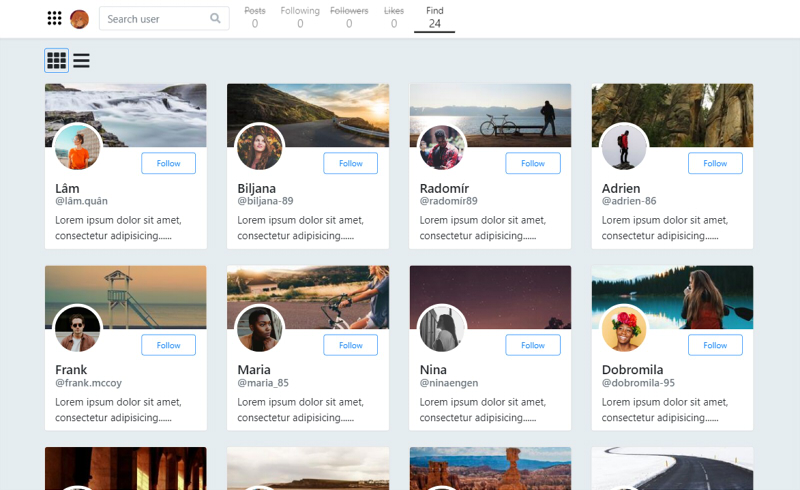 Search user
Posts Following Followers Likes Find
0 0 0 0 24
Follow Follow Follow Follow
Lâm Biljana Radomír Adrien
@lâm.quân @biljana-89 @radomír89 @adrien-86
Lorem ipsum dolor sit amet, Lorem ipsum dolor sit amet, Lorem ipsum dolor sit amet, Lorem ipsum dolor sit amet,
consectetur adipisicing...... consectetur adipisicing...... consectetur adipisicing...... consectetur adipisicing......
Follow Follow Follow Follow
Frank Maria Nina Dobromila
@frank.mccoy @maria_85 @ninaengen @dobromila-95
Lorem ipsum dolor sit amet, Lorem ipsum dolor sit amet, Lorem ipsum dolor sit amet, Lorem ipsum dolor sit amet,
consectetur adipisicing...... consectetur adipisicing...... consectetur adipisicing...... consectetur adipisicing......